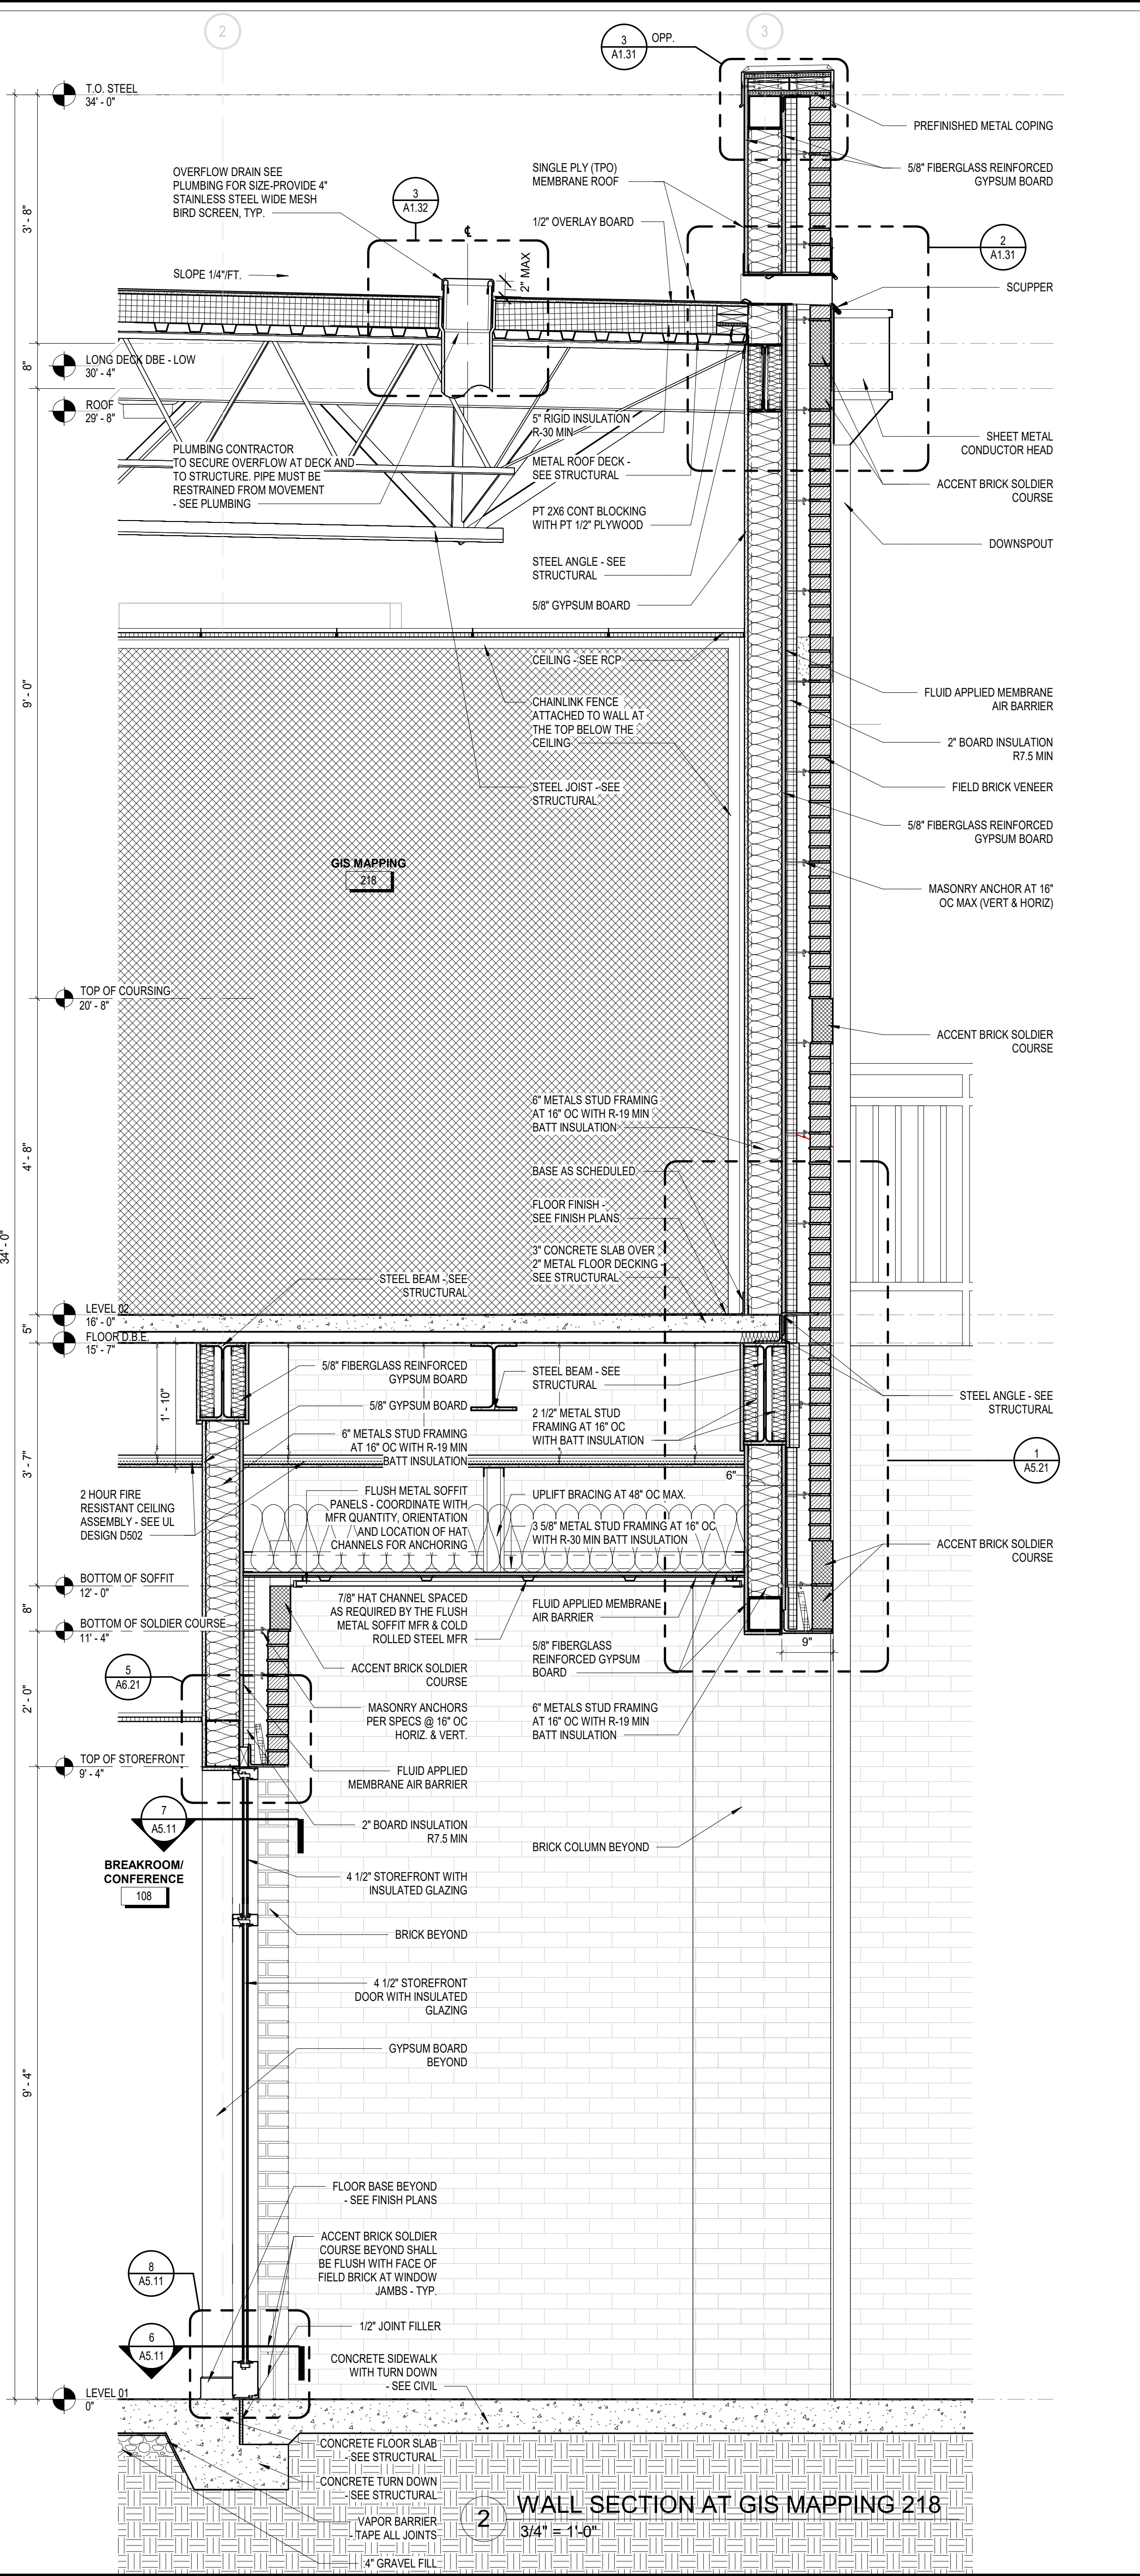 2
3
3
A1.31
OPP.
T.O. STEEL
34' - 0"
PREFINISHED METAL COPING
5/8" FIBERGLASS REINFORCED
GYPSUM BOARD
OVERFLOW DRAIN SEE
PLUMBING FOR SIZE-PROVIDE 4"
STAINLESS STEEL WIDE MESH
BIRD SCREEN, TYP.
3
A1.32
SINGLE PLY (TPO)
MEMBRANE ROOF
1/2" OVERLAY BOARD
3' - 8"
2
A1.31
SLOPE 1/4"/FT.
2" MAX
SCUPPER
8"
LONG DECK DBE - LOW
30' - 4"
ROOF
29' - 8"
5" RIGID INSULATION
R-30 MIN
PLUMBING CONTRACTOR
TO SECURE OVERFLOW AT DECK AND
TO STRUCTURE. PIPE MUST BE
RESTRAINED FROM MOVEMENT
- SEE PLUMBING
METAL ROOF DECK -
SEE STRUCTURAL
SHEET METAL
CONDUCTOR HEAD
ACCENT BRICK SOLDIER
COURSE
PT 2X6 CONT BLOCKING
WITH PT 1/2" PLYWOOD
DOWNSPOUT
STEEL ANGLE - SEE
STRUCTURAL
5/8" GYPSUM BOARD
CEILING - SEE RCP
9' - 0"
CHAINLINK FENCE
ATTACHED TO WALL AT
THE TOP BELOW THE
CEILING
FLUID APPLIED MEMBRANE
AIR BARRIER
2" BOARD INSULATION
R7.5 MIN
STEEL JOIST - SEE
STRUCTURAL
FIELD BRICK VENEER
5/8" FIBERGLASS REINFORCED
GYPSUM BOARD
GIS MAPPING
218
MASONRY ANCHOR AT 16"
OC MAX (VERT & HORIZ)
TOP OF COURSING
20' - 8"
ACCENT BRICK SOLDIER
COURSE
6" METALS STUD FRAMING
AT 16" OC WITH R-19 MIN
BATT INSULATION
4' - 8"
BASE AS SCHEDULED
FLOOR FINISH -
SEE FINISH PLANS
34' - 0"
3" CONCRETE SLAB OVER
2" METAL FLOOR DECKING -
SEE STRUCTURAL
STEEL BEAM - SEE
STRUCTURAL
LEVEL 02
16' - 0"
5"
FLOOR D.B.E.
15' - 7"
5/8" FIBERGLASS REINFORCED
GYPSUM BOARD
STEEL BEAM - SEE
STRUCTURAL
1' - 10"
5/8" GYPSUM BOARD
STEEL ANGLE - SEE
STRUCTURAL
2 1/2" METAL STUD
FRAMING AT 16" OC
WITH BATT INSULATION
6" METALS STUD FRAMING
AT 16" OC WITH R-19 MIN
BATT INSULATION
3' - 7"
1
A5.21
6"
2 HOUR FIRE
RESISTANT CEILING
ASSEMBLY - SEE UL
DESIGN D502
FLUSH METAL SOFFIT
PANELS - COORDINATE WITH
MFR QUANTITY, ORIENTATION
AND LOCATION OF HAT
CHANNELS FOR ANCHORING
UPLIFT BRACING AT 48" OC MAX.
3 5/8" METAL STUD FRAMING AT 16" OC
WITH R-30 MIN BATT INSULATION
ACCENT BRICK SOLDIER
COURSE
BOTTOM OF SOFFIT
12' - 0"
8"
BOTTOM OF SOLDIER COURSE
11' - 4"
7/8" HAT CHANNEL SPACED
AS REQUIRED BY THE FLUSH
METAL SOFFIT MFR & COLD
ROLLED STEEL MFR
FLUID APPLIED MEMBRANE
AIR BARRIER
5/8" FIBERGLASS
REINFORCED GYPSUM
BOARD
9"
5
A6.21
ACCENT BRICK SOLDIER
COURSE
2' - 0"
MASONRY ANCHORS
PER SPECS @ 16" OC
HORIZ. & VERT.
6" METALS STUD FRAMING
AT 16" OC WITH R-19 MIN
BATT INSULATION
TOP OF STOREFRONT
9' - 4"
FLUID APPLIED
MEMBRANE AIR BARRIER
7
A5.11
2" BOARD INSULATION
R7.5 MIN
BRICK COLUMN BEYOND
BREAKROOM/
CONFERENCE
108
4 1/2" STOREFRONT WITH
INSULATED GLAZING
BRICK BEYOND
4 1/2" STOREFRONT
DOOR WITH INSULATED
GLAZING
GYPSUM BOARD
BEYOND
9' - 4"
FLOOR BASE BEYOND
- SEE FINISH PLANS
ACCENT BRICK SOLDIER
COURSE BEYOND SHALL
BE FLUSH WITH FACE OF
FIELD BRICK AT WINDOW
JAMBS - TYP.
8
A5.11
1/2" JOINT FILLER
6
A5.11
CONCRETE SIDEWALK
WITH TURN DOWN
- SEE CIVIL
LEVEL 01
0"
CONCRETE FLOOR SLAB
- SEE STRUCTURAL
CONCRETE TURN DOWN
- SEE STRUCTURAL
VAPOR BARRIER
- TAPE ALL JOINTS
4" GRAVEL FILL
2
WALL SECTION AT GIS MAPPING 218
3/4" = 1'-0"